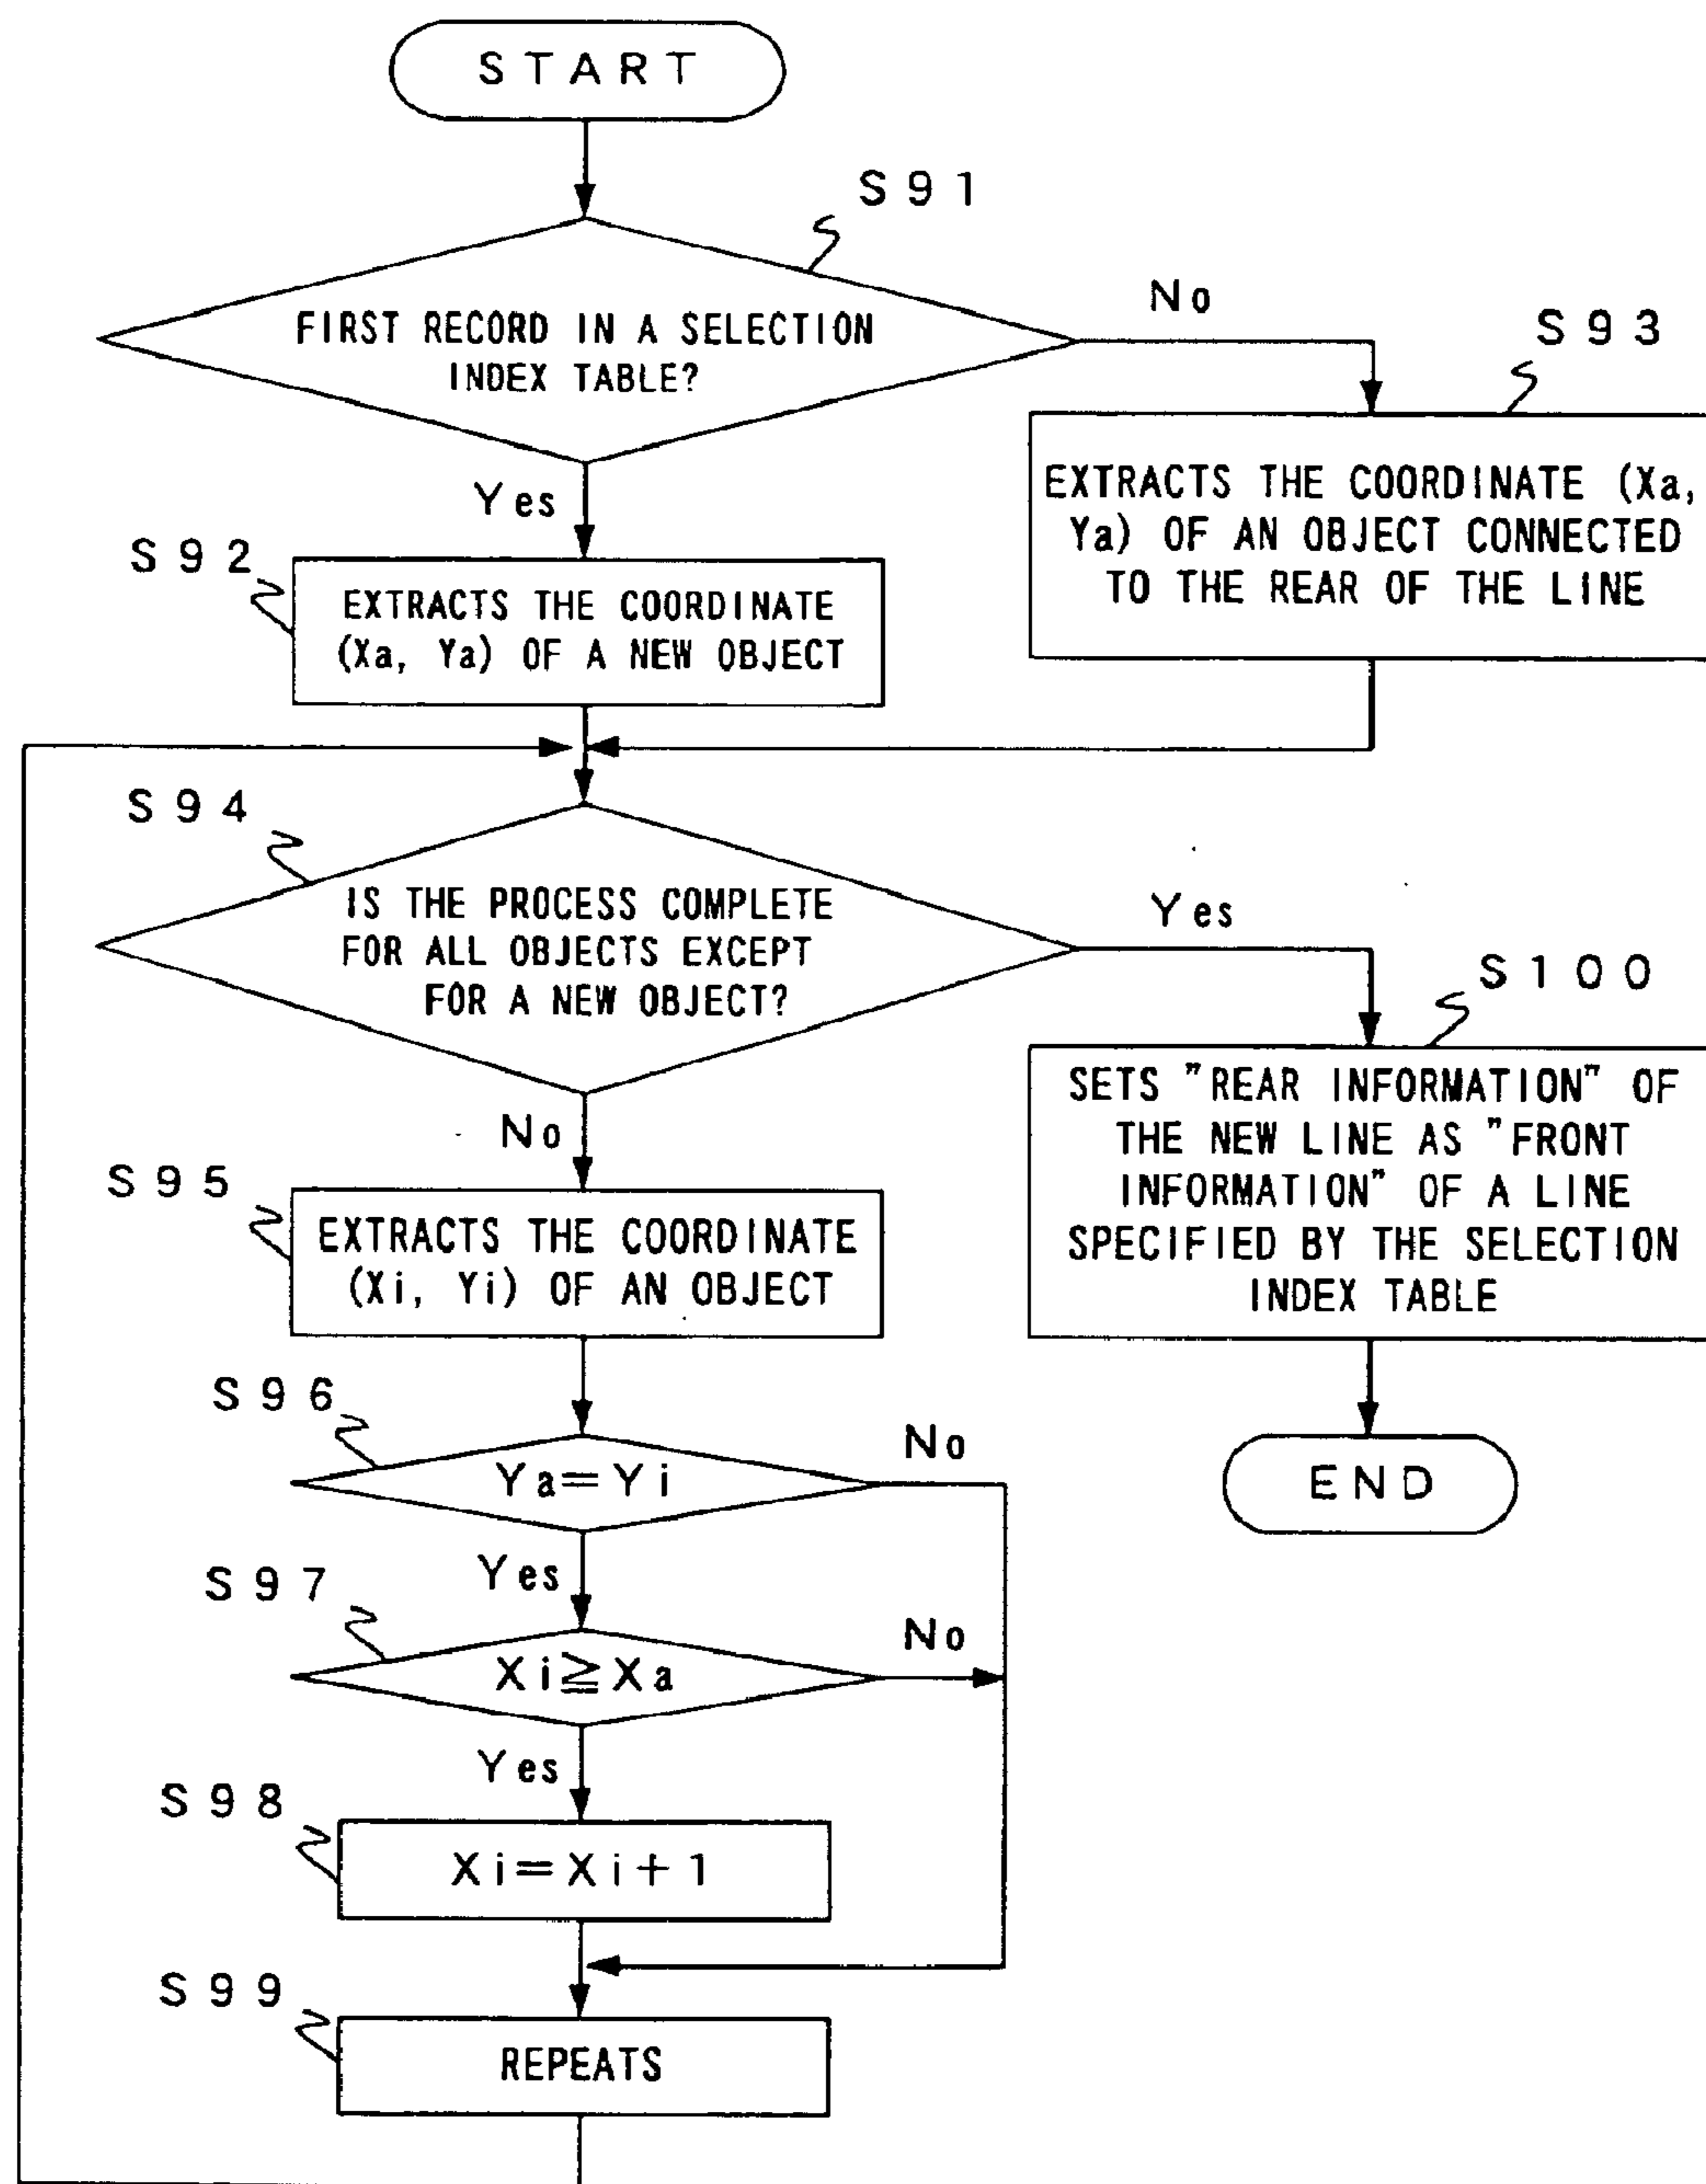 START
S91
FIRST RECORD IN A SELECTION
INDEX TABLE?
No
S93
EXTRACTS THE COORDINATE (Xa,
Ya) OF AN OBJECT CONNECTED
TO THE REAR OF THE LINE
Yes
S92
EXTRACTS THE COORDINATE
(Xa, Ya) OF A NEW OBJECT
S94
IS THE PROCESS COMPLETE
FOR ALL OBJECTS EXCEPT
FOR A NEW OBJECT?
Yes
S100
SETS "REAR INFORMATION" OF
THE NEW LINE AS "FRONT
INFORMATION" OF A LINE
SPECIFIED BY THE SELECTION
INDEX TABLE
No
S95
EXTRACTS THE COORDINATE
(Xi, Yi) OF AN OBJECT
S96
Ya=Yi
No
END
Yes
S97
Xi≧Xa
No
Yes
S98
Xi=Xi+1
S99
REPEATS